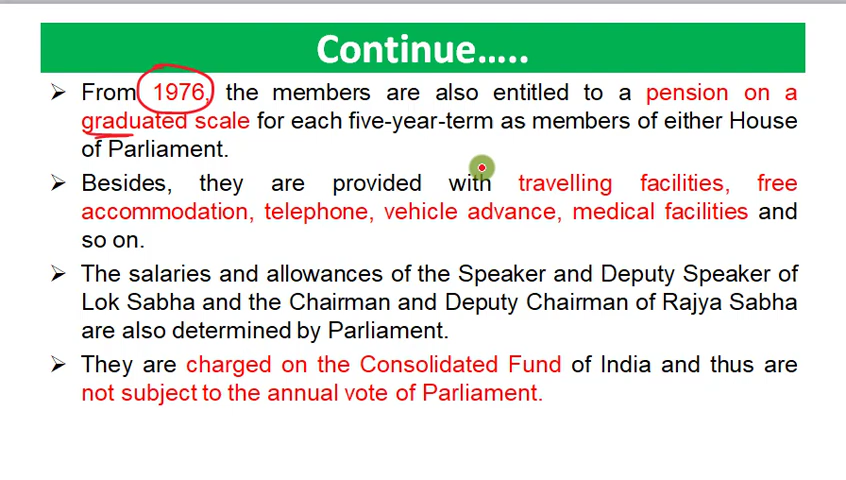 Continue.....
➢ From 1976, the members are also entitled to a pension on a
graduated scale for each five-year-term as members of either House
of Parliament.
➢ Besides, they are provided with travelling facilities, free
accommodation, telephone, vehicle advance, medical facilities and
so on.
➢ The salaries and allowances of the Speaker and Deputy Speaker of
Lok Sabha and the Chairman and Deputy Chairman of Rajya Sabha
are also determined by Parliament.
➢ They are charged on the Consolidated Fund of India and thus are
not subject to the annual vote of Parliament.